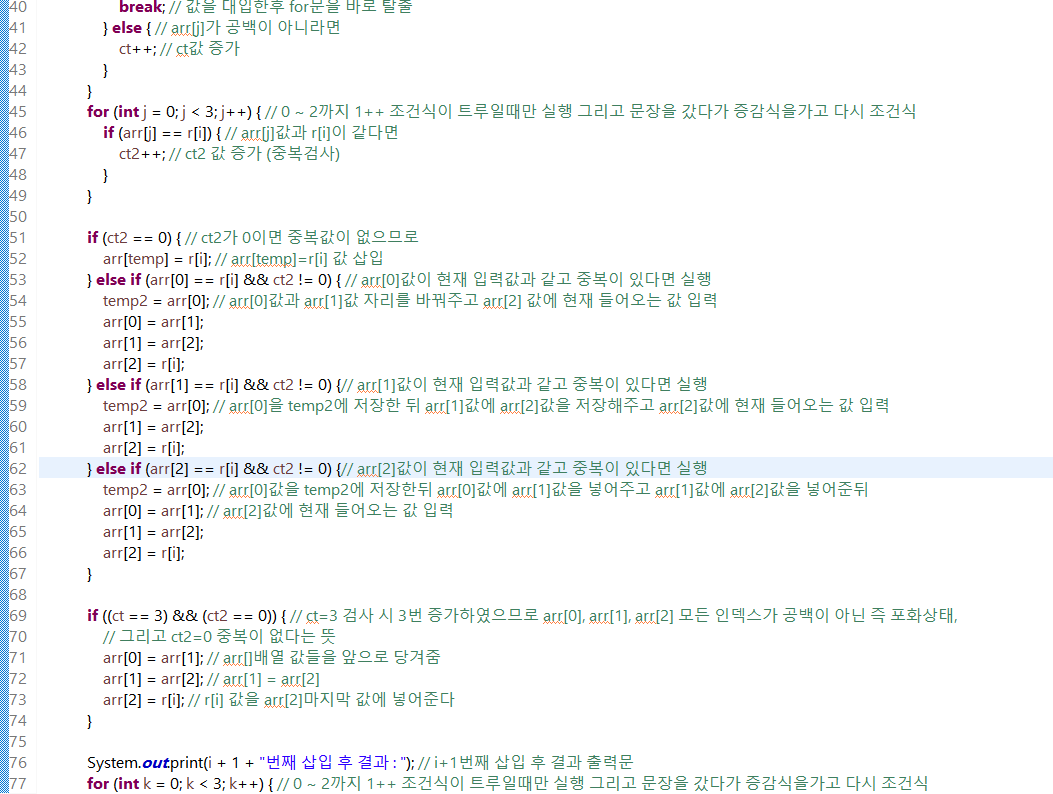 40 break; // 값을 대입한후 for문을 바로 탈출
41 } else { // arr[j]가 공백이 아니라면
42 ct++; // ct값 증가
43 }
44 }
45 for (int j = 0; j < 3; j++) { // 0 ~ 2까지 1++ 조건식이 트루일때만 실행 그리고 문장을 갔다가 증감식을가고 다시 조건식
46 if (arr[j] == r[i]) { // arr[j]값과 r[i]이 같다면
47 ct2++; // ct2 값 증가 (중복검사)
48 }
49 }
50
51 if (ct2 == 0) { // ct2가 0이면 중복값이 없으므로
52 arr[temp] = r[i]; // arr[temp]=r[i] 값 삽입
53 } else if (arr[0] == r[i] && ct2 != 0) { // arr[0]값이 현재 입력값과 같고 중복이 있다면 실행
54 temp2 = arr[0]; // arr[0]값과 arr[1]값 자리를 바꿔주고 arr[2] 값에 현재 들어오는 값 입력
55 arr[0] = arr[1];
56 arr[1] = arr[2];
57 arr[2] = r[i];
58 } else if (arr[1] == r[i] && ct2 != 0) {// arr[1]값이 현재 입력값과 같고 중복이 있다면 실행
59 temp2 = arr[0]; // arr[0]을 temp2에 저장한 뒤 arr[1]값에 arr[2]값을 저장해주고 arr[2]값에 현재 들어오는 값 입력
60 arr[1] = arr[2];
61 arr[2] = r[i];
62 } else if (arr[2] == r[i] && ct2 != 0) {// arr[2]값이 현재 입력값과 같고 중복이 있다면 실행
63 temp2 = arr[0]; // arr[0]값을 temp2에 저장한뒤 arr[0]값에 arr[1]값을 넣어주고 arr[1]값에 arr[2]값을 넣어준뒤
64 arr[0] = arr[1]; // arr[2]값에 현재 들어오는 값 입력
65 arr[1] = arr[2];
66 arr[2] = r[i];
67 }
68
69 if ((ct == 3) && (ct2 == 0)) { // ct=3 검사 시 3번 증가하였으므로 arr[0], arr[1], arr[2] 모든 인덱스가 공백이 아닌 즉 포화상태,
70 // 그리고 ct2=0 중복이 없다는 뜻
71 arr[0] = arr[1]; // arr[]배열 값들을 앞으로 당겨줌
72 arr[1] = arr[2]; // arr[1] = arr[2]
73 arr[2] = r[i]; // r[i] 값을 arr[2]마지막 값에 넣어준다
74 }
75
76 System.out.print(i + 1 + "번째 삽입 후 결과 : "); // i+1번째 삽입 후 결과 출력문
77 for (int k = 0; k < 3; k++) { // 0 ~ 2까지 1++ 조건식이 트루일때만 실행 그리고 문장을 갔다가 증감식을가고 다시 조건식